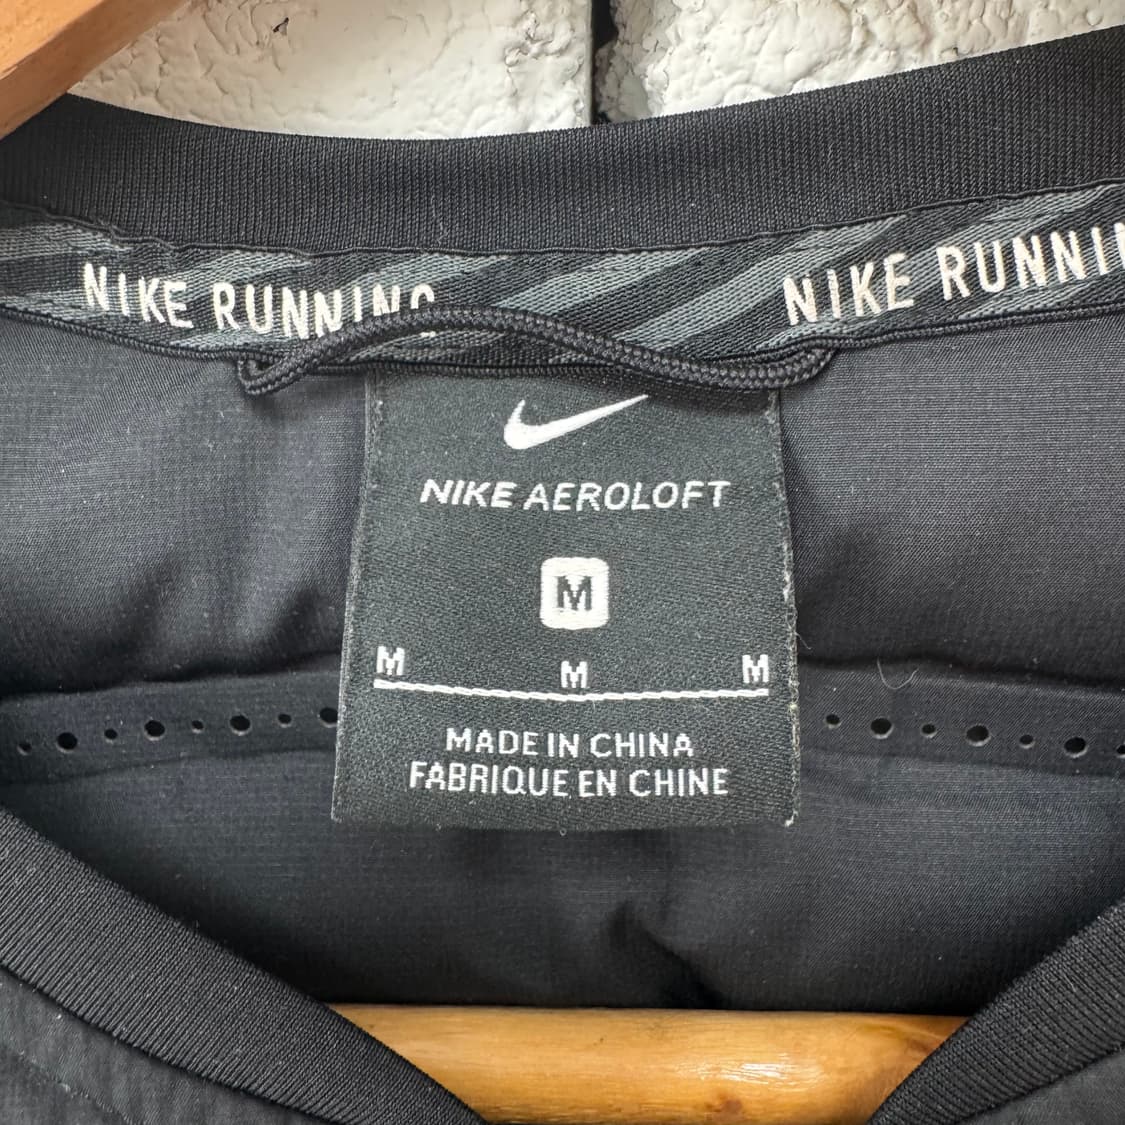 NIKE RUNNING
NIKE RUNNIN
NIKE AEROLOFT
M
M M M
MADE IN CHINA
FABRIQUE EN CHINE